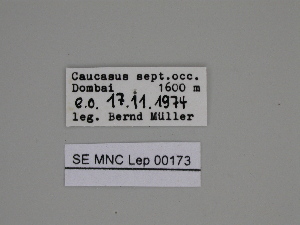 Caucasus sept.occ.
Dombai 1600 m
e.o. 17.11.1974
leg. Bernd Müller
SE MNC Lep 00173